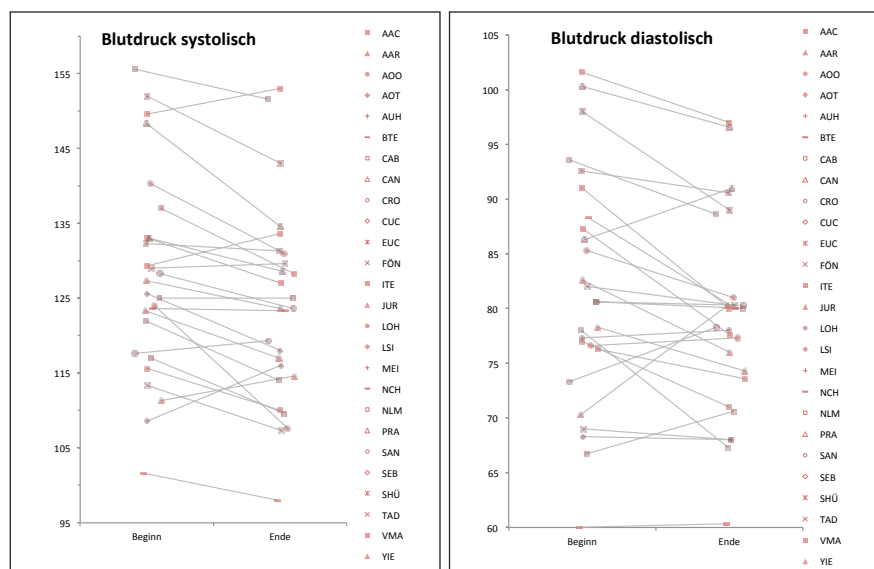 Blutdruck systolisch
155
145
135
125
115
105
95
Beginn
Ende
AAC
AAR
AOO
AOT
AUH
BTE
CAB
CAN
CRO
CUC
EUC
FÖN
ITE
JUR
LOH
LSI
MEI
NCH
NLM
PRA
SAN
SEB
SHÜ
TAD
VMA
YIE
Blutdruck diastolisch
105
100
95
90
85
80
75
70
65
60
Beginn
Ende
AAC
AAR
AOO
AOT
AUH
BTE
CAB
CAN
CRO
CUC
EUC
FÖN
ITE
JUR
LOH
LSI
MEI
NCH
NLM
PRA
SAN
SEB
SHÜ
TAD
VMA
YIE